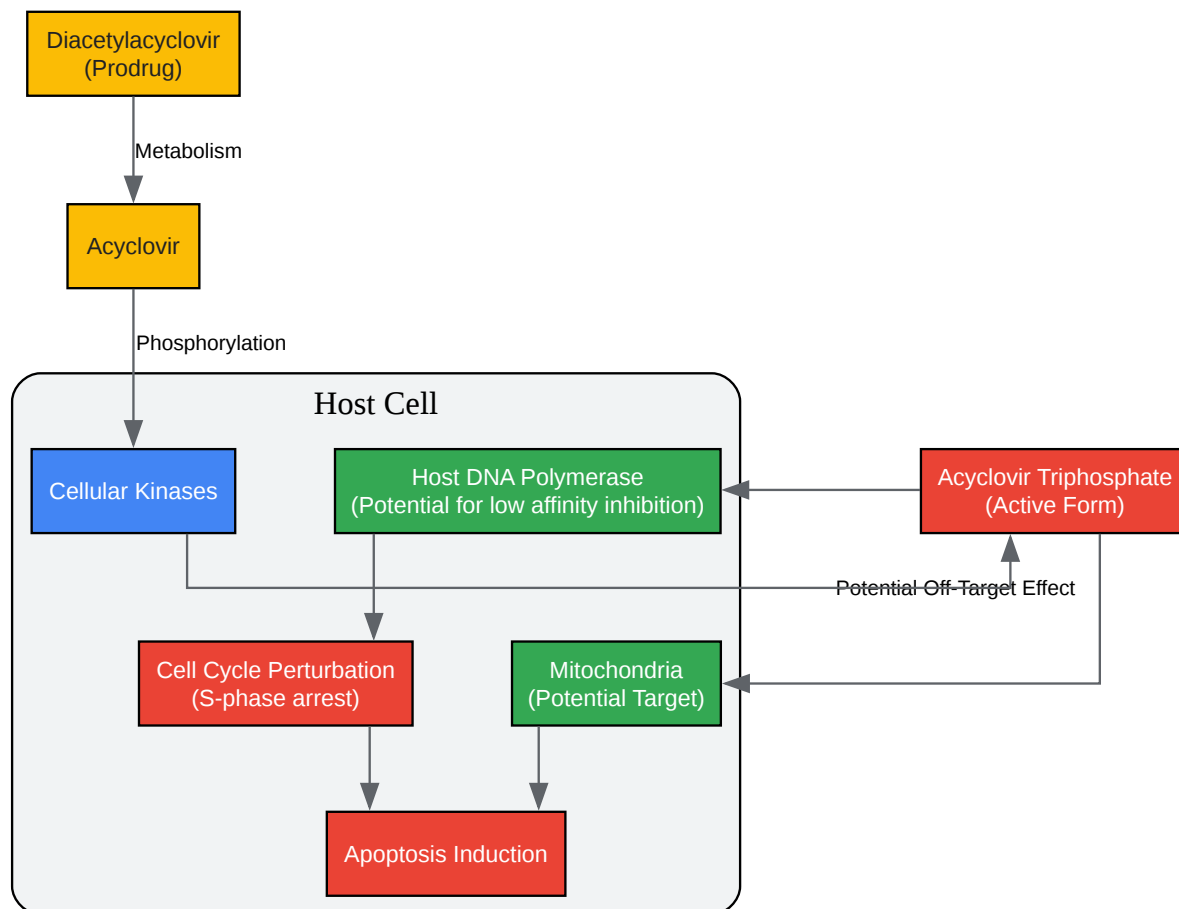 Diacetylacyclovir
(Prodrug)
Metabolism
Acyclovir
Phosphorylation
Host Cell
Cellular Kinases
Host DNA Polymerase
(Potential for low affinity inhibition)
Acyclovir Triphosphate
(Active Form)
Potential Off-Target Effect
Cell Cycle Perturbation
(S-phase arrest)
Mitochondria
(Potential Target)
Apoptosis Induction